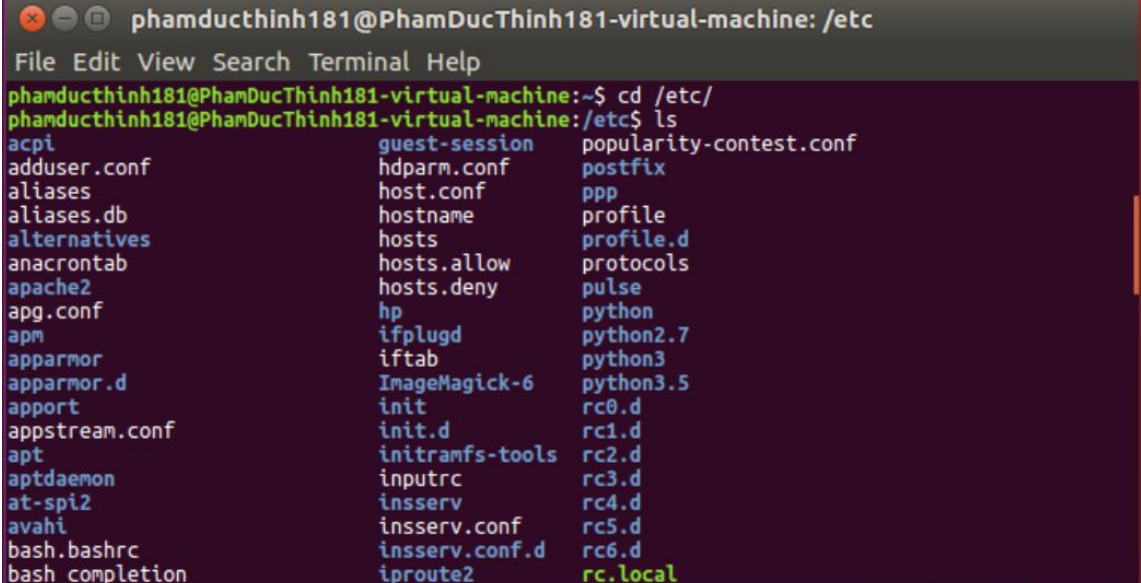 phamducthinh181@PhamDucThinh181-virtual-machine: /etc
File Edit View Search Terminal Help
phamducthinh181@PhamDucThinh181-virtual-machine:~$ cd /etc/
phamducthinh181@PhamDucThinh181-virtual-machine:/etc$ ls
acpi guest-session popularity-contest.conf
adduser.conf hdparm.conf postfix
aliases host.conf ppp
aliases.db hostname profile
alternatives hosts profile.d
anacrontab hosts.allow protocols
apache2 hosts.deny pulse
apg.conf hp python
apm ifplugd python2.7
apparmor iftab python3
apparmor.d ImageMagick-6 python3.5
apport init rc0.d
appstream.conf init.d rc1.d
apt initramfs-tools rc2.d
aptdaemon inputrc rc3.d
at-spi2 insserv rc4.d
avahi insserv.conf rc5.d
bash.bashrc insserv.conf.d rc6.d
bash_completion iproute2 rc.local